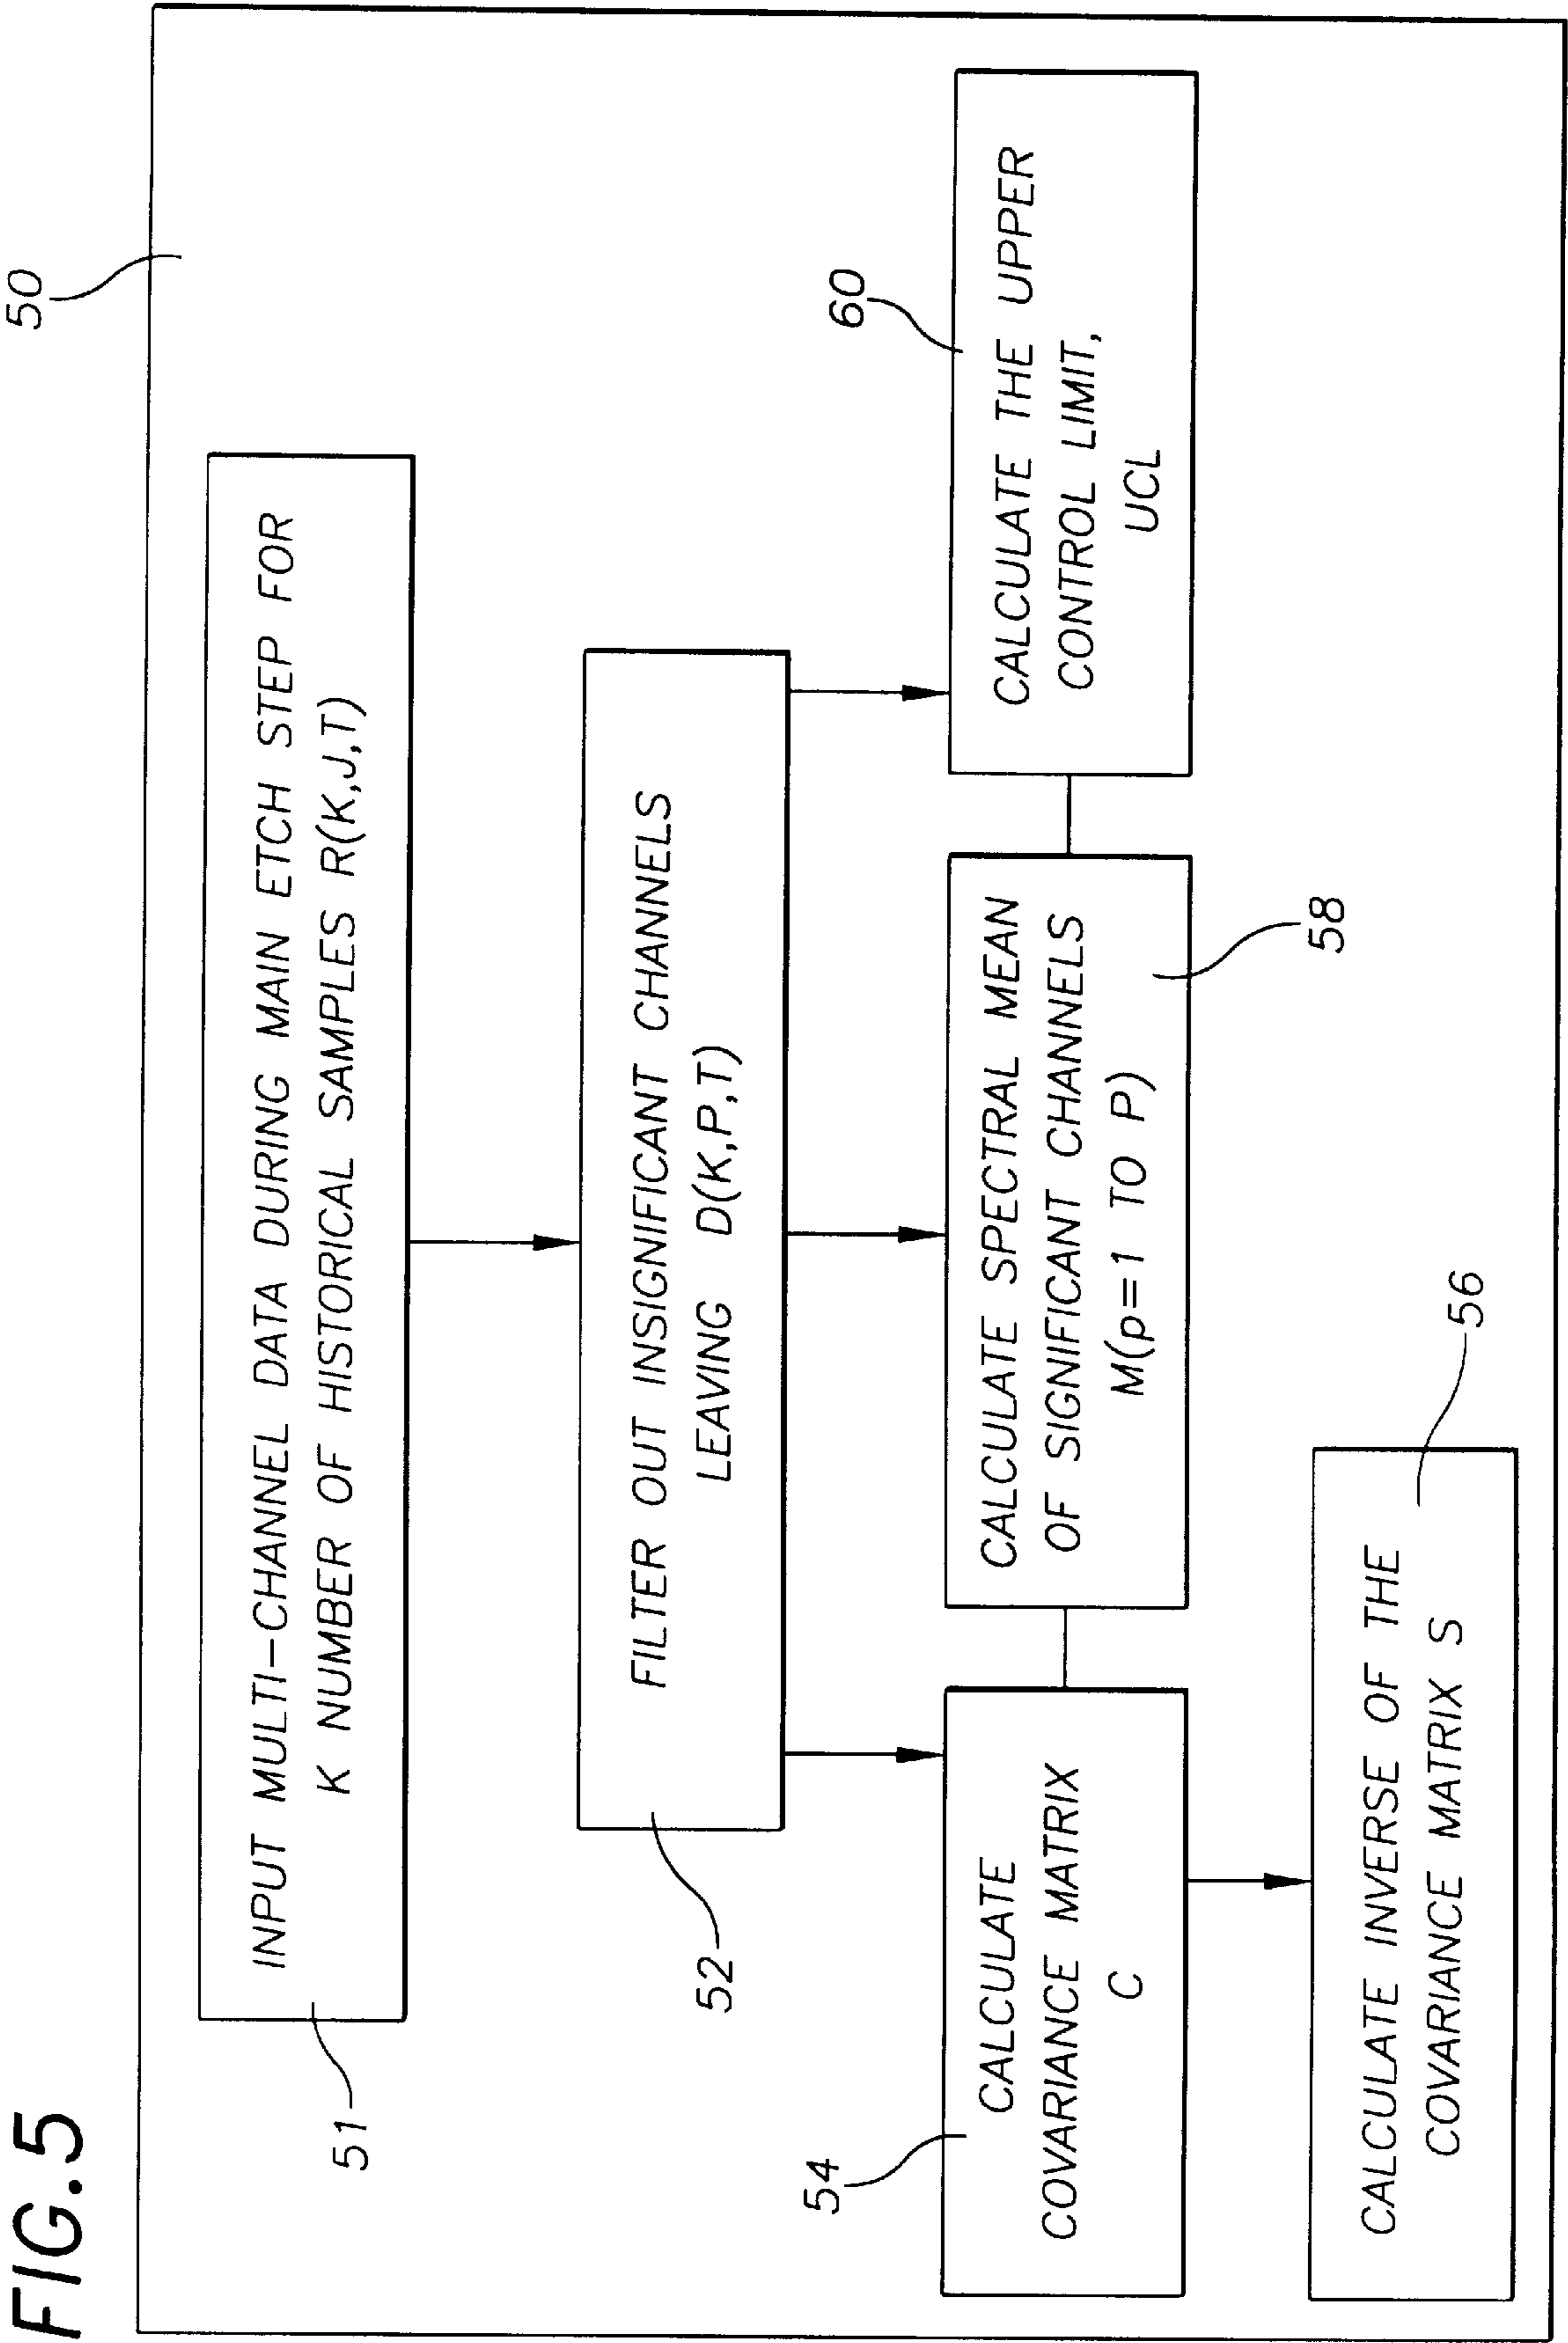 FIG.5
50
51
INPUT MULTI-CHANNEL DATA DURING MAIN ETCH STEP FOR
K NUMBER OF HISTORICAL SAMPLES R(K,J,T)
52
FILTER OUT INSIGNIFICANT CHANNELS
LEAVING D(K,P,T)
54
CALCULATE
COVARIANCE MATRIX
C
CALCULATE SPECTRAL MEAN
OF SIGNIFICANT CHANNELS
M(p=1 TO P)
58
60
CALCULATE THE UPPER
CONTROL LIMIT,
UCL
CALCULATE INVERSE OF THE
COVARIANCE MATRIX S
56